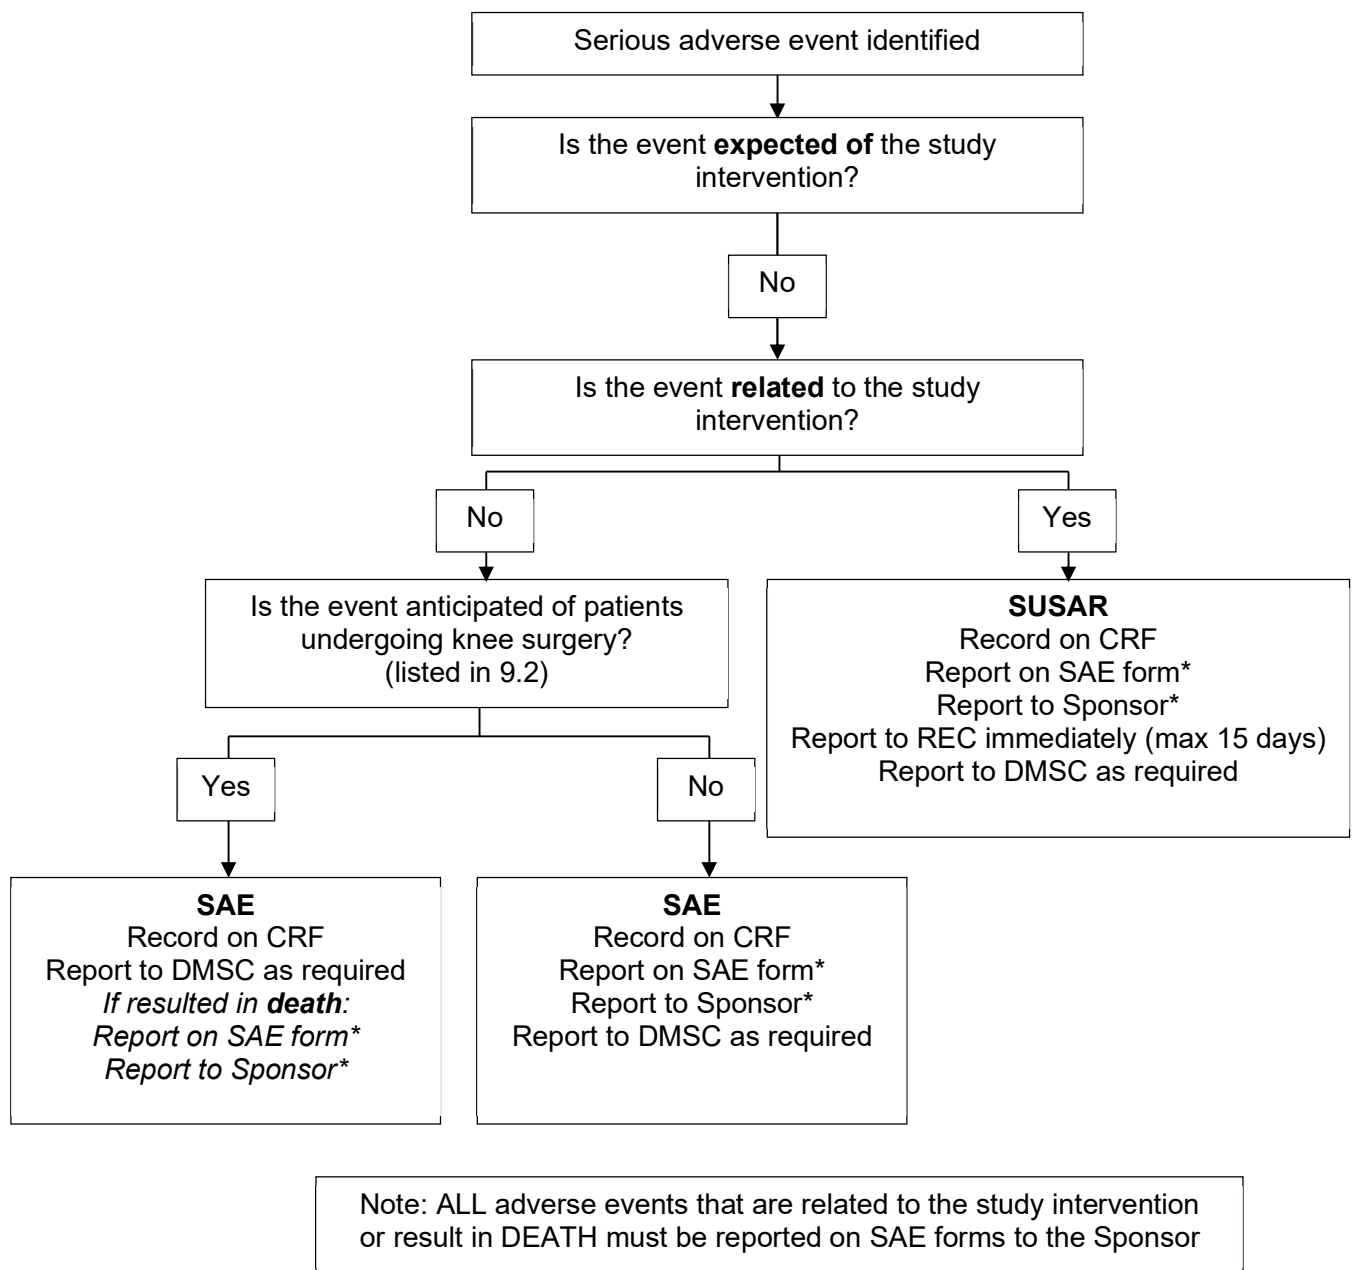 Serious adverse event identified
Is the event expected of the study
intervention?
No
Is the event related to the study
intervention?
No
Yes
Is the event anticipated of patients
undergoing knee surgery?
(listed in 9.2)
SUSAR
Record on CRF
Report on SAE form*
Report to Sponsor*
Report to REC immediately (max 15 days)
Report to DMSC as required
Yes
No
SAE
Record on CRF
Report to DMSC as required
If resulted in death:
Report on SAE form*
Report to Sponsor*
SAE
Record on CRF
Report on SAE form*
Report to Sponsor*
Report to DMSC as required
Note: ALL adverse events that are related to the study intervention
or result in DEATH must be reported on SAE forms to the Sponsor